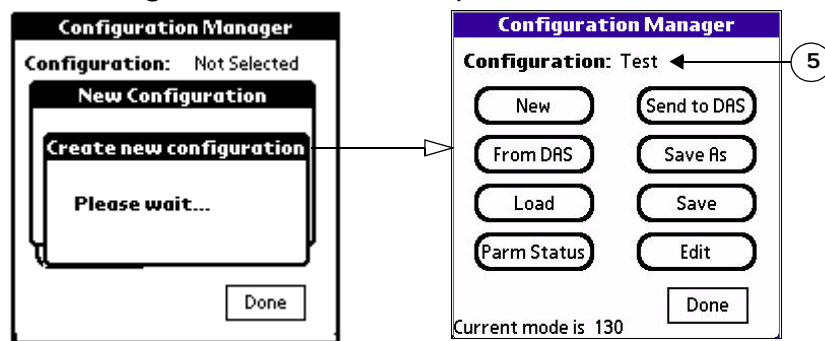 Configuration Manager
Configuration: Not Selected
New Configuration
Create new configuration
Please wait...
Done
Configuration Manager
Configuration: Test
5
New Send to DAS
From DAS Save As
Load Save
Parm Status Edit
Done
Current mode is 130